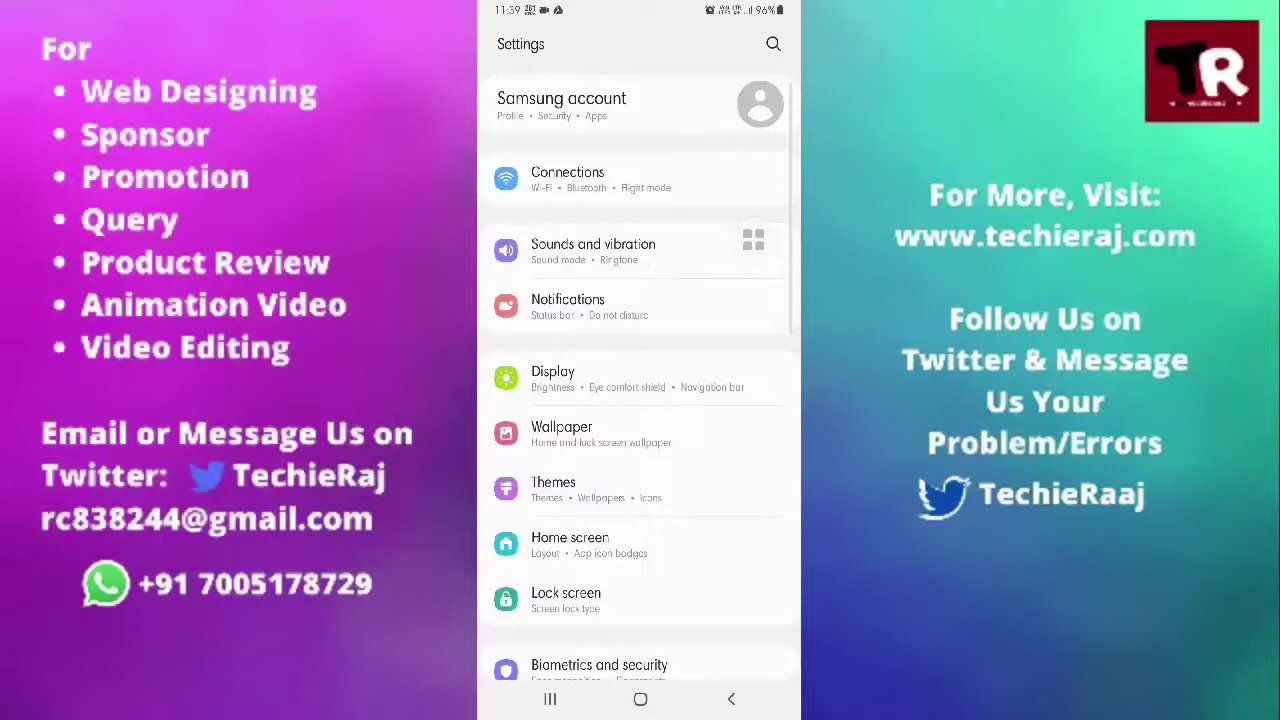 For
• Web Designing
• Sponsor
• Promotion
• Query
• Product Review
• Animation Video
• Video Editing
Email or Message Us on
Twitter: TechieRaj
rc838244@gmail.com
+91 7005178729
11:39
96%
Settings
Samsung account
Profile • Security • Apps
Connections
Wi-Fi • Bluetooth • Flight mode
Sounds and vibration
Sound mode • Ringtone
Notifications
Status bar • Do not disturb
Display
Brightness • Eye comfort shield • Navigation bar
Wallpaper
Home and lock screen wallpaper
Themes
Themes • Wallpapers • Icons
Home screen
Layout • App icon badges
Lock screen
Screen lock type
Biometrics and security
TR
For More, Visit:
www.techieraj.com
Follow Us on
Twitter & Message
Us Your
Problem/Errors
TechieRaaj